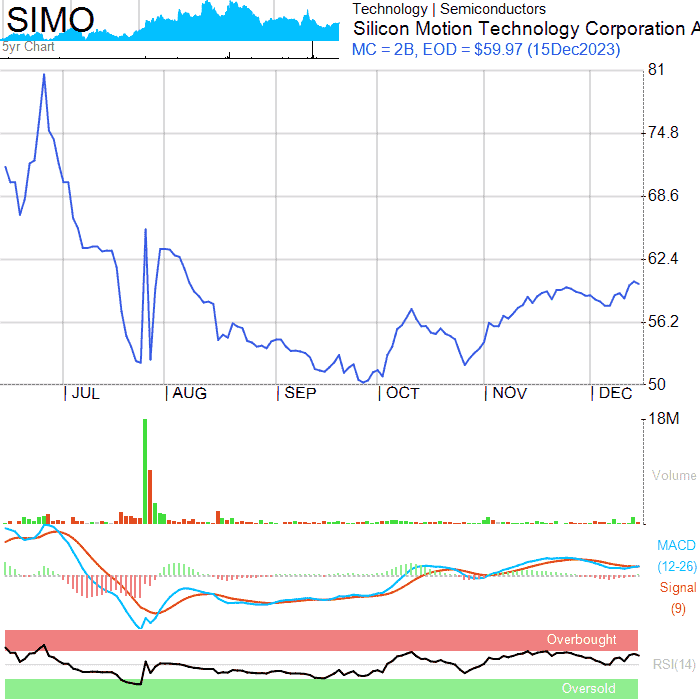 SIMO
5yr Chart
Technology | Semiconductors
Silicon Motion Technology Corporation A
MC = 2B, EOD = $59.97 (15Dec2023)
81
74.8
68.6
62.4
56.2
50
JUL
AUG
SEP
OCT
NOV
DEC
18M
Volume
MACD
(12-26)
Signal
(9)
Overbought
RSI(14)
Oversold